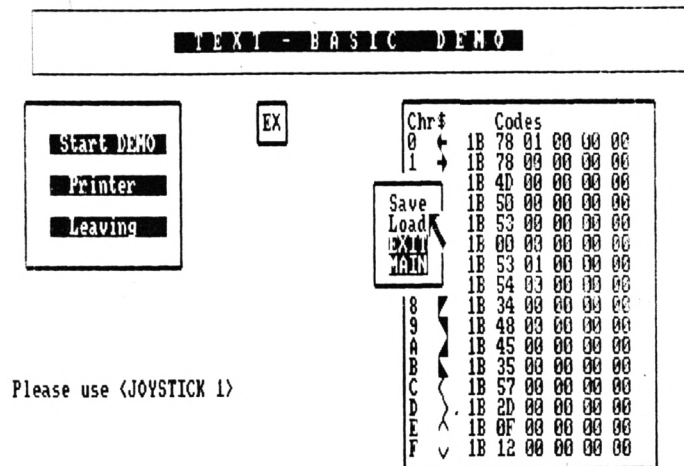 TEXT - BASIC DEMO
Start DEMO
Printer
Leaving
EX
Save
Load
EXIT
MAIN
Chr$ Codes
0 ← 1B 78 01 00 00 00
1 → 1B 78 00 00 00 00
1B 4D 00 00 00 00
1B 50 00 00 00 00
1B 53 00 00 00 00
1B 00 00 00 00 00
1B 53 01 00 00 00
1B 54 00 00 00 00
8 1B 34 00 00 00 00
9 1B 48 00 00 00 00
A 1B 45 00 00 00 00
B 1B 35 00 00 00 00
C 1B 57 00 00 00 00
D 1B 2D 00 00 00 00
E 1B 0F 00 00 00 00
F 1B 12 00 00 00 00
Please use <JOYSTICK 1>